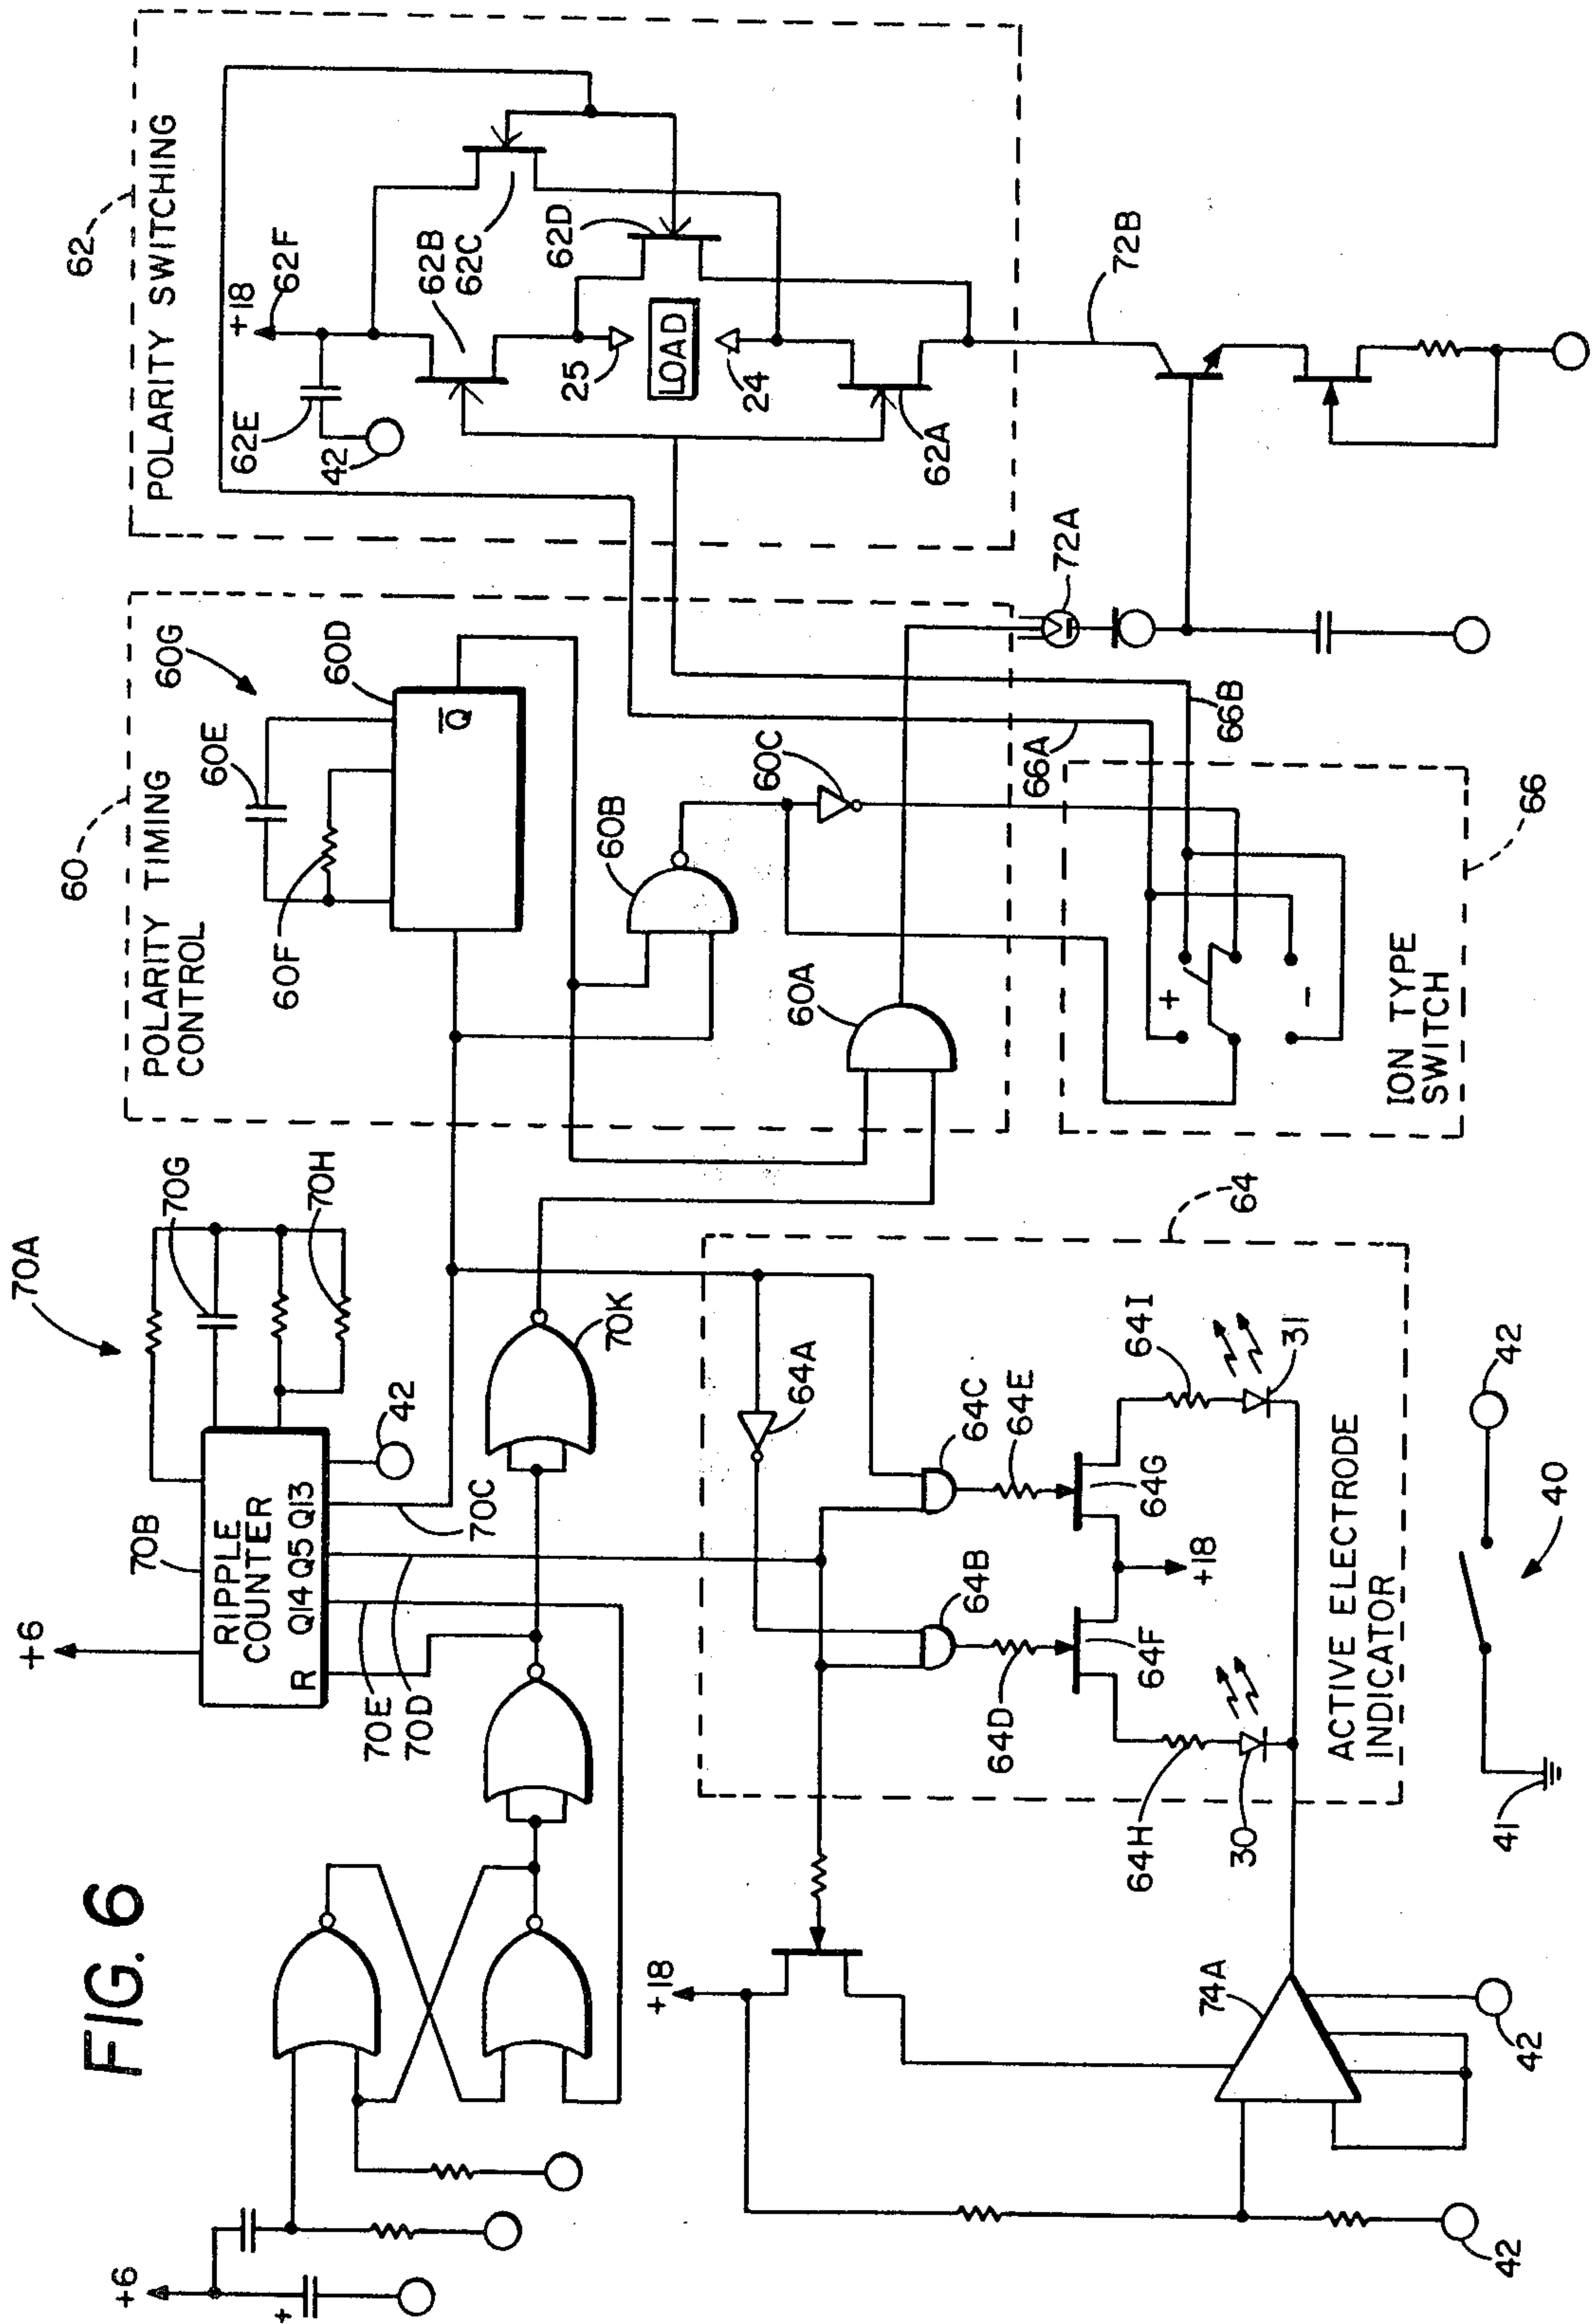 FIG. 6
+6
+
+6
70A
70B
RIPPLE
COUNTER
R Q14 Q5 Q13
70G
70H
42
70C
70E
70D
70K
60
POLARITY TIMING
CONTROL
60G
60E
60F
60D
Q̅
60B
60C
60A
62
POLARITY SWITCHING
+18
62F
62E
42
62B
62C
62D
25
LOAD
24
62A
72B
72A
66A
66B
+
-
ION TYPE
SWITCH
66
64
64A
64C
64E
64B
64D
64G
64F
+18
64I
31
64H
30
ACTIVE ELECTRODE
INDICATOR
+18
74A
42
42
42
40
41